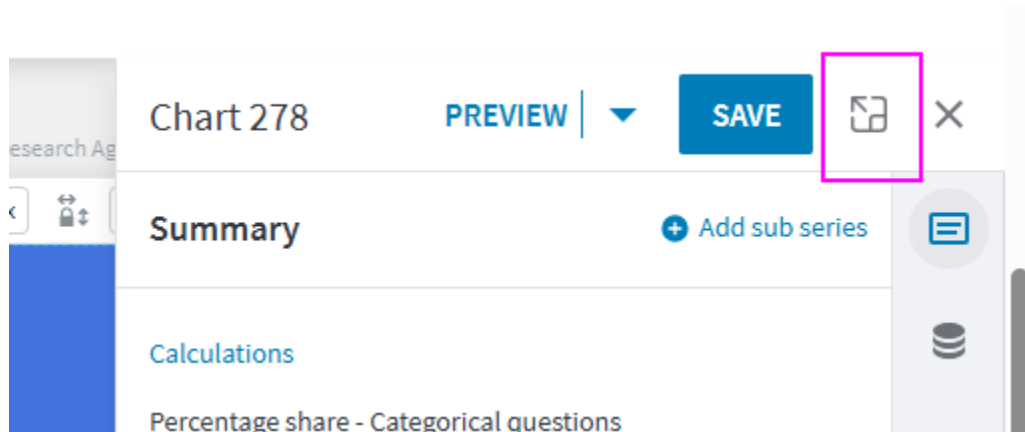 Chart 278
PREVIEW
SAVE
esearch Ag
Summary
Add sub series
Calculations
Percentage share - Categorical questions